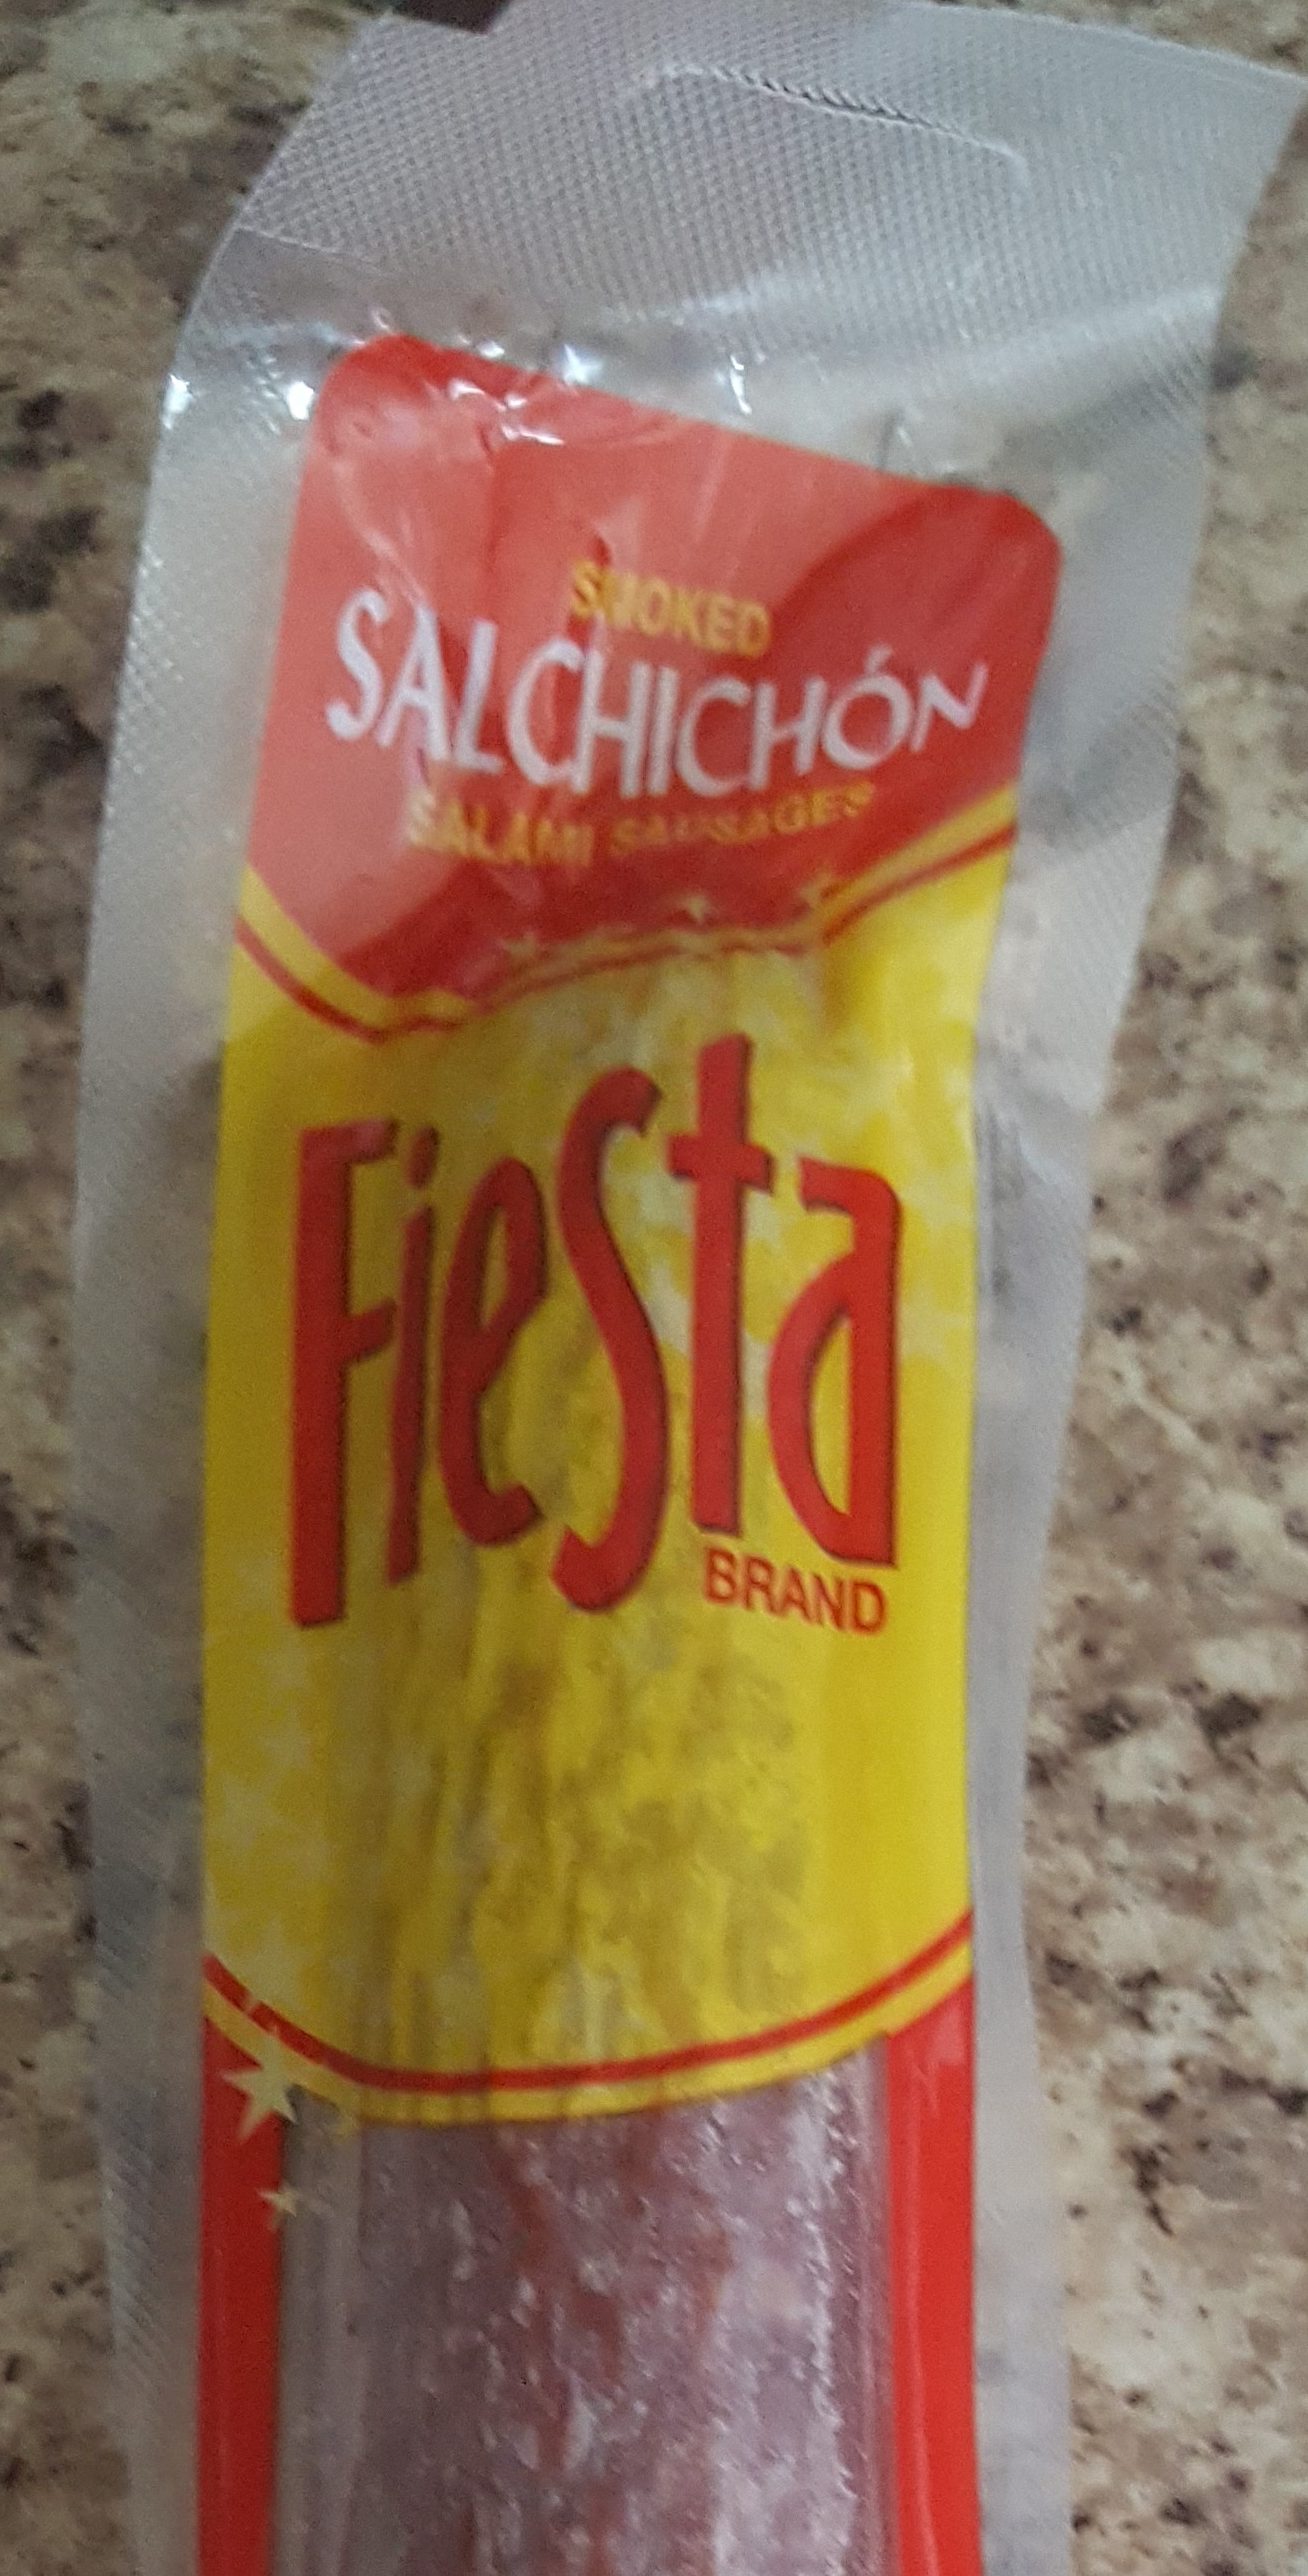 SMOKED
SALCHICHÓN
SALAMI SAUSAGES
Fiesta
BRAND